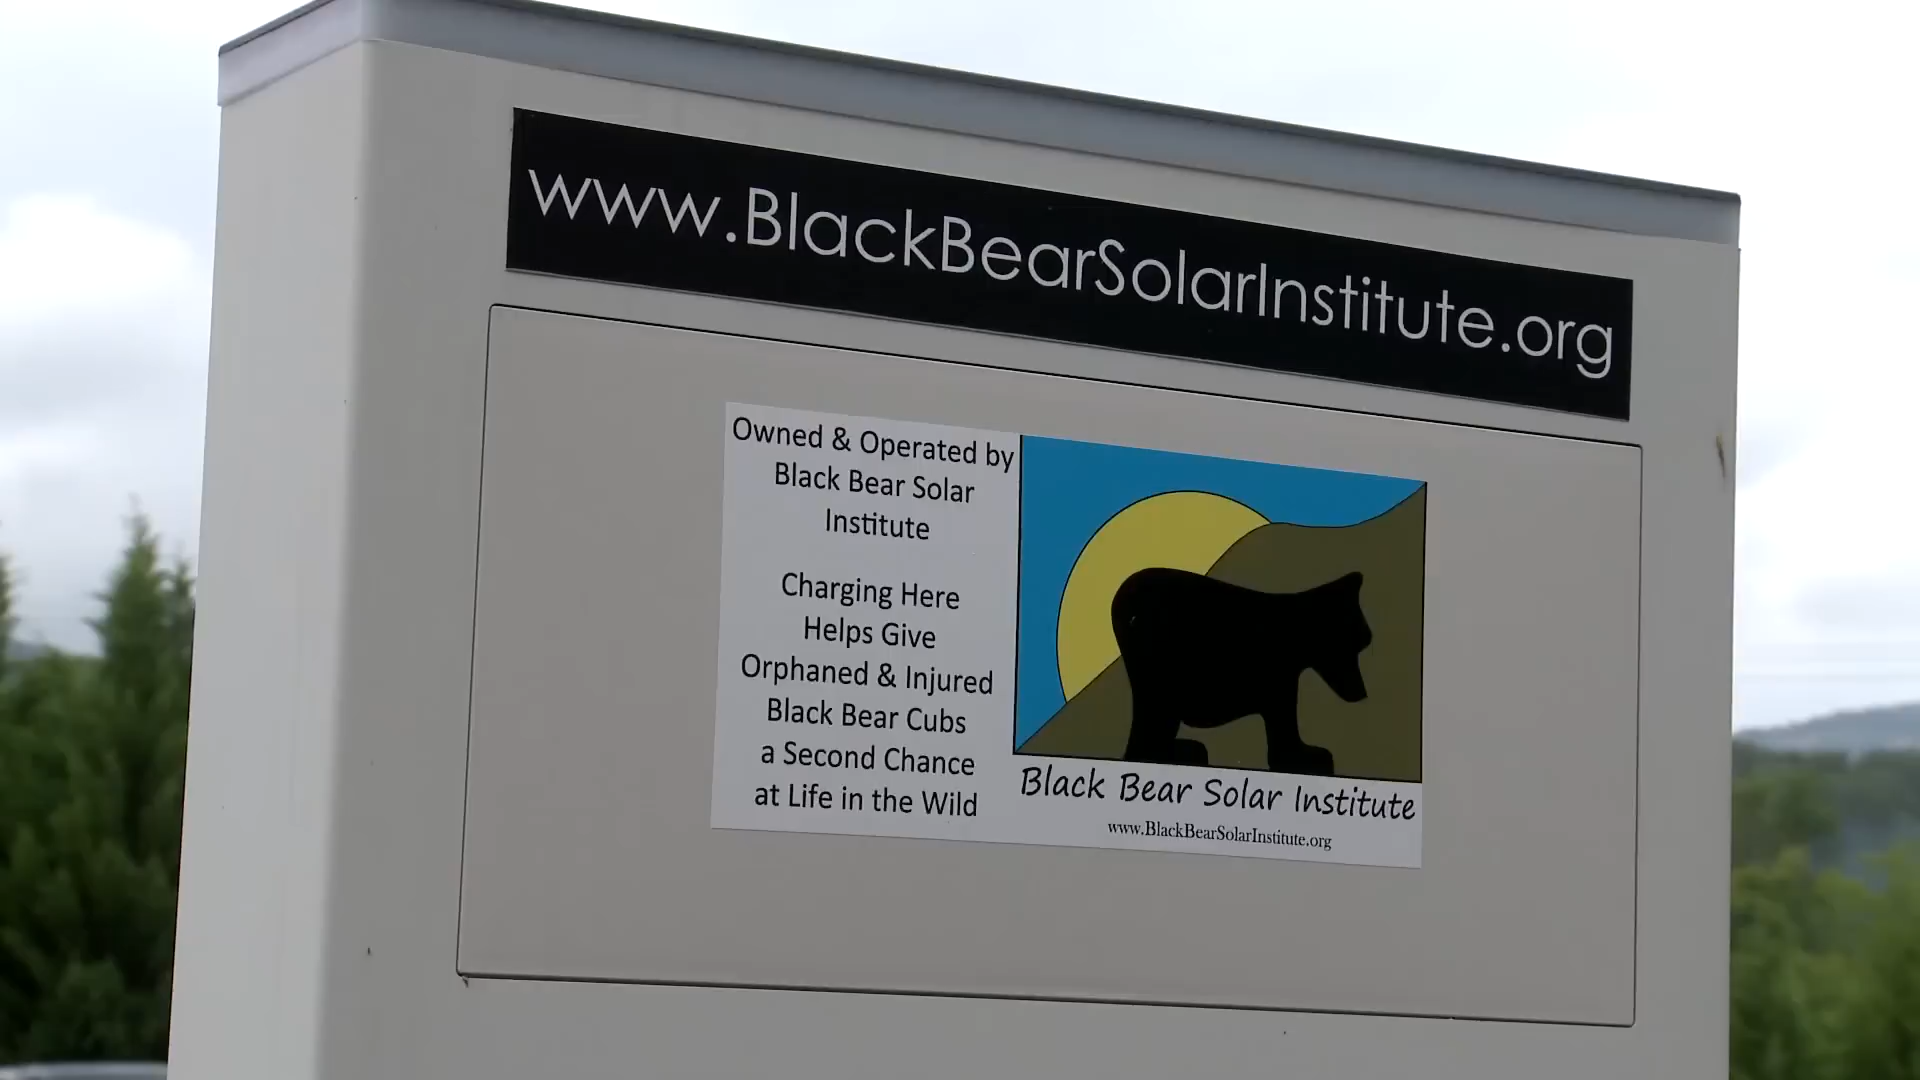 www.BlackBearSolarInstitute.org
Owned & Operated by
Black Bear Solar
Institute
Charging Here
Helps Give
Orphaned & Injured
Black Bear Cubs
a Second Chance
at Life in the Wild
Black Bear Solar Institute
www.BlackBearSolarInstitute.org